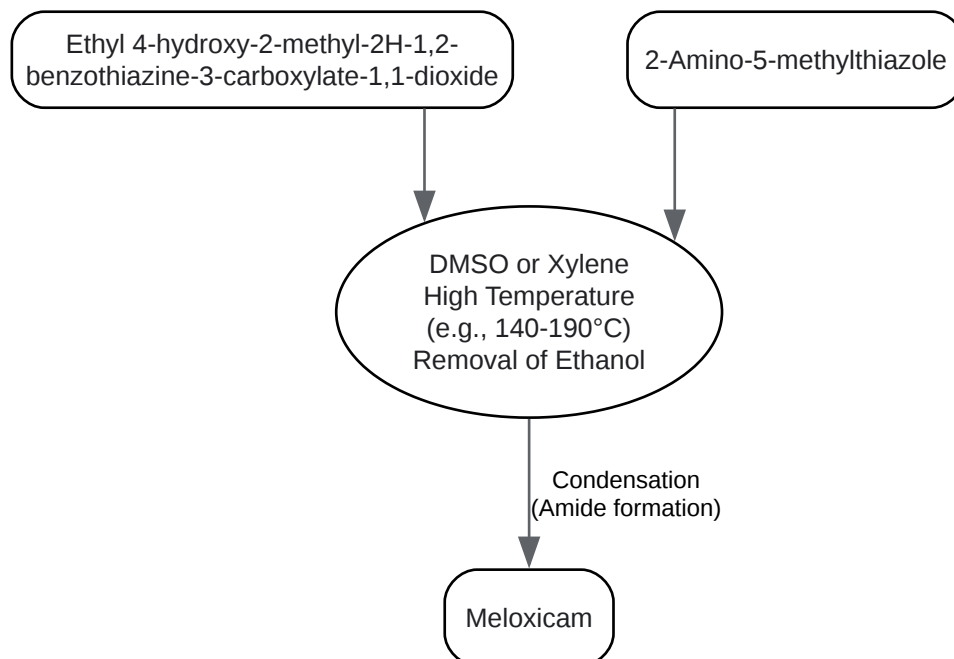 Ethyl 4-hydroxy-2-methyl-2H-1,2-
benzothiazine-3-carboxylate-1,1-dioxide
2-Amino-5-methylthiazole
DMSO or Xylene
High Temperature
(e.g., 140-190°C)
Removal of Ethanol
Condensation
(Amide formation)
Meloxicam